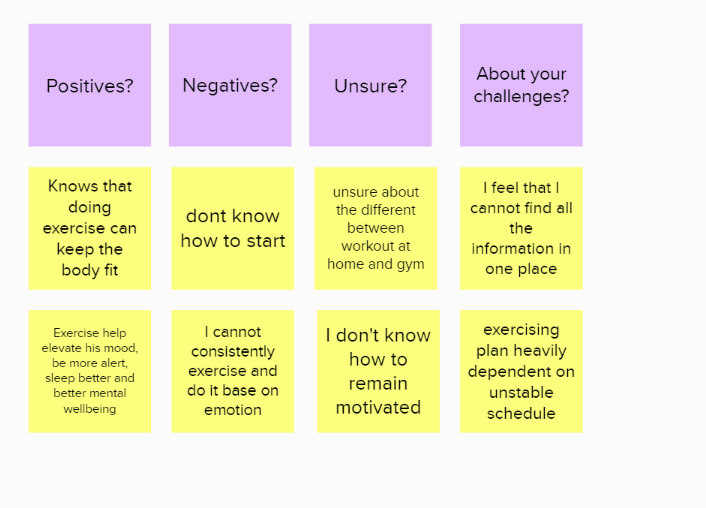 Positives?
Negatives?
Unsure?
About your
challenges?
Knows that
doing
exercise can
keep the
body fit
dont know
how to start
unsure about
the different
between
workout at
home and gym
I feel that I
cannot find all
the
information in
one place
Exercise help
elevate his mood,
be more alert,
sleep better and
better mental
wellbeing
I cannot
consistently
exercise and
do it base on
emotion
I don't know
how to
remain
motivated
exercising
plan heavily
dependent on
unstable
schedule